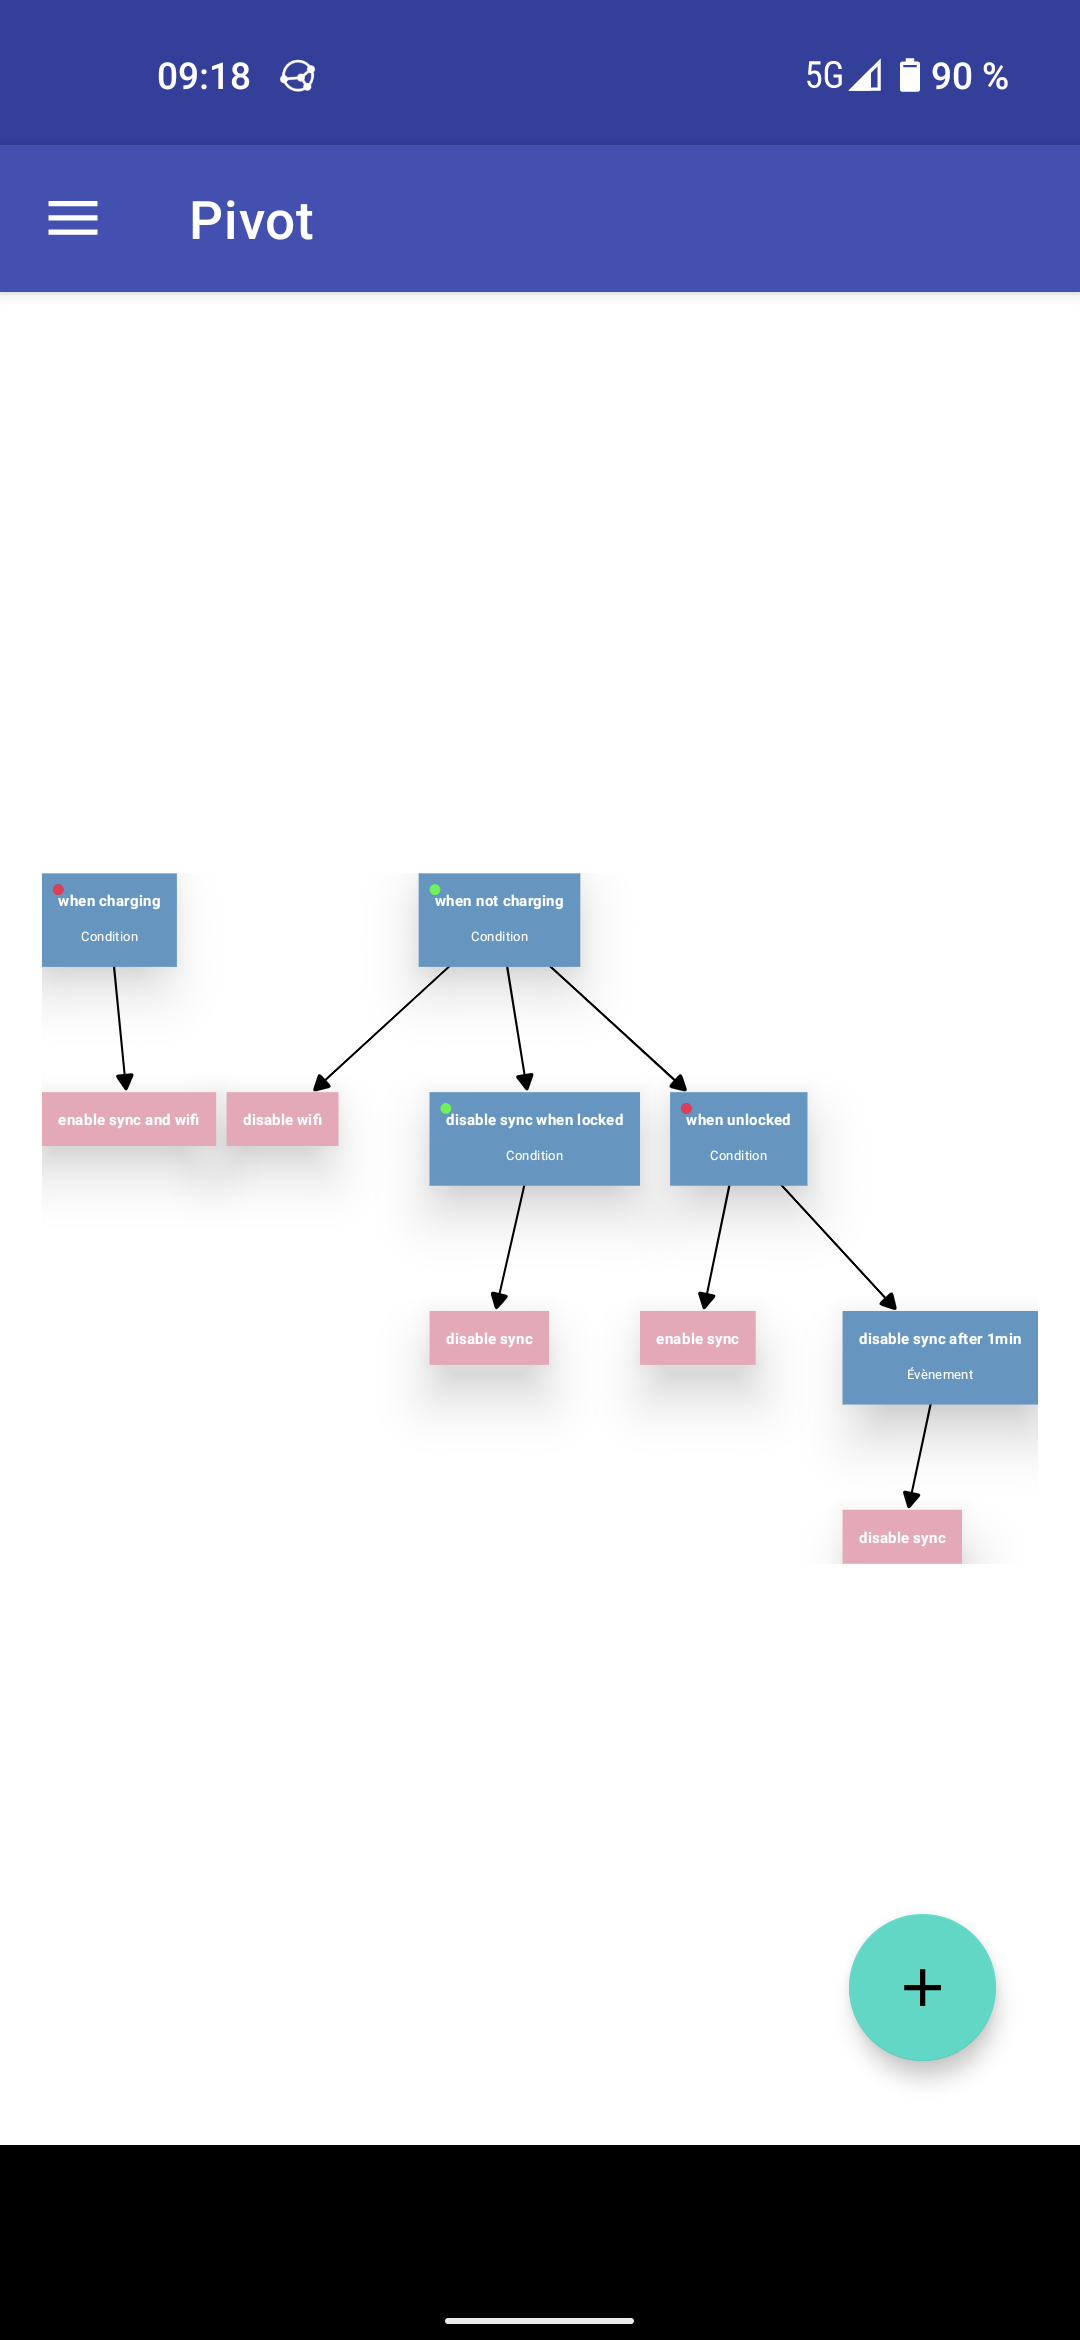 09:18
5G 90 %
Pivot
when charging
Condition
when not charging
Condition
enable sync and wifi
disable wifi
disable sync when locked
Condition
when unlocked
Condition
disable sync
enable sync
disable sync after 1min
Évènement
disable sync